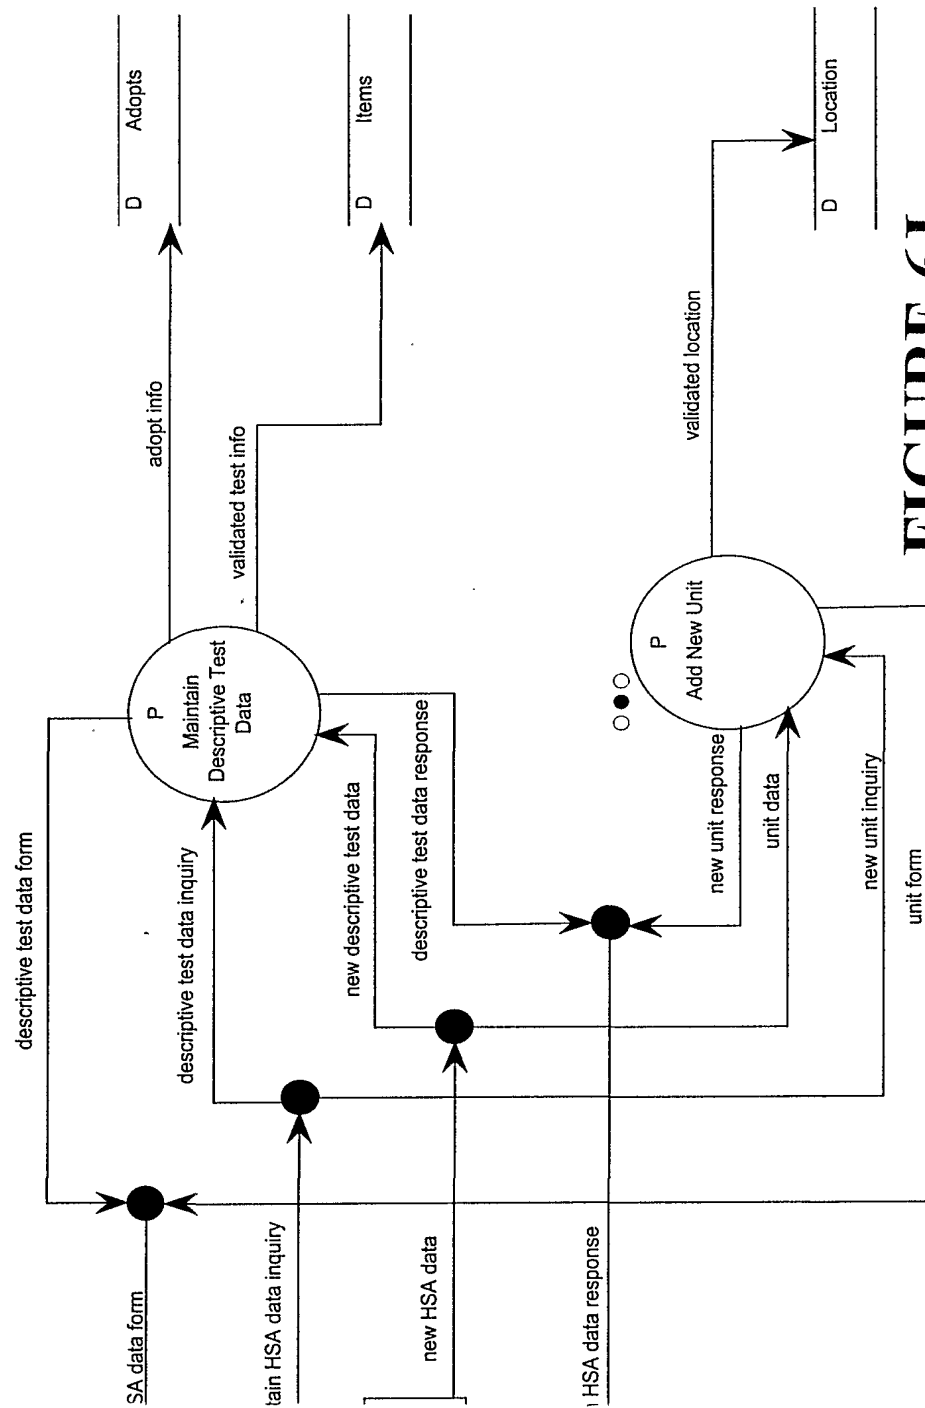 D Adopts
D Items
D Location
adopt info
validated test info
validated location
P
Maintain
Descriptive Test
Data
P
Add New Unit
descriptive test data form
descriptive test data inquiry
new descriptive test data
descriptive test data response
new unit response
unit data
new unit inquiry
unit form
SA data form
tain HSA data inquiry
new HSA data
HSA data response
FIGURE